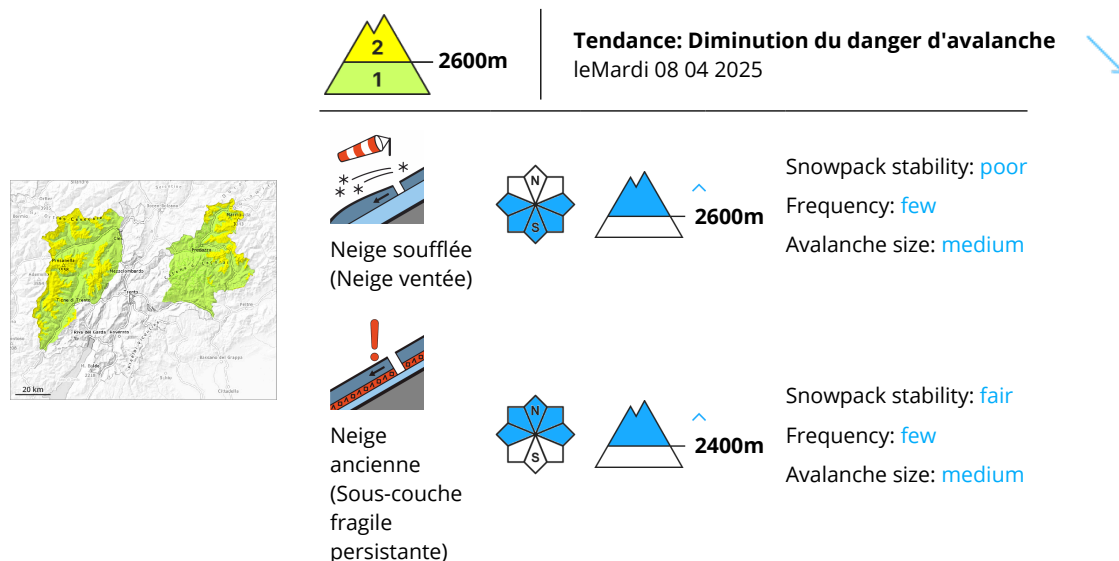 2
2600m
1
Tendance: Diminution du danger d'avalanche
leMardi 08 04 2025
N
S
2600m
Snowpack stability: poor
Frequency: few
Avalanche size: medium
Neige soufflée
(Neige ventée)
20 km
N
S
2400m
Snowpack stability: fair
Frequency: few
Avalanche size: medium
Neige
ancienne
(Sous-couche
fragile
persistante)